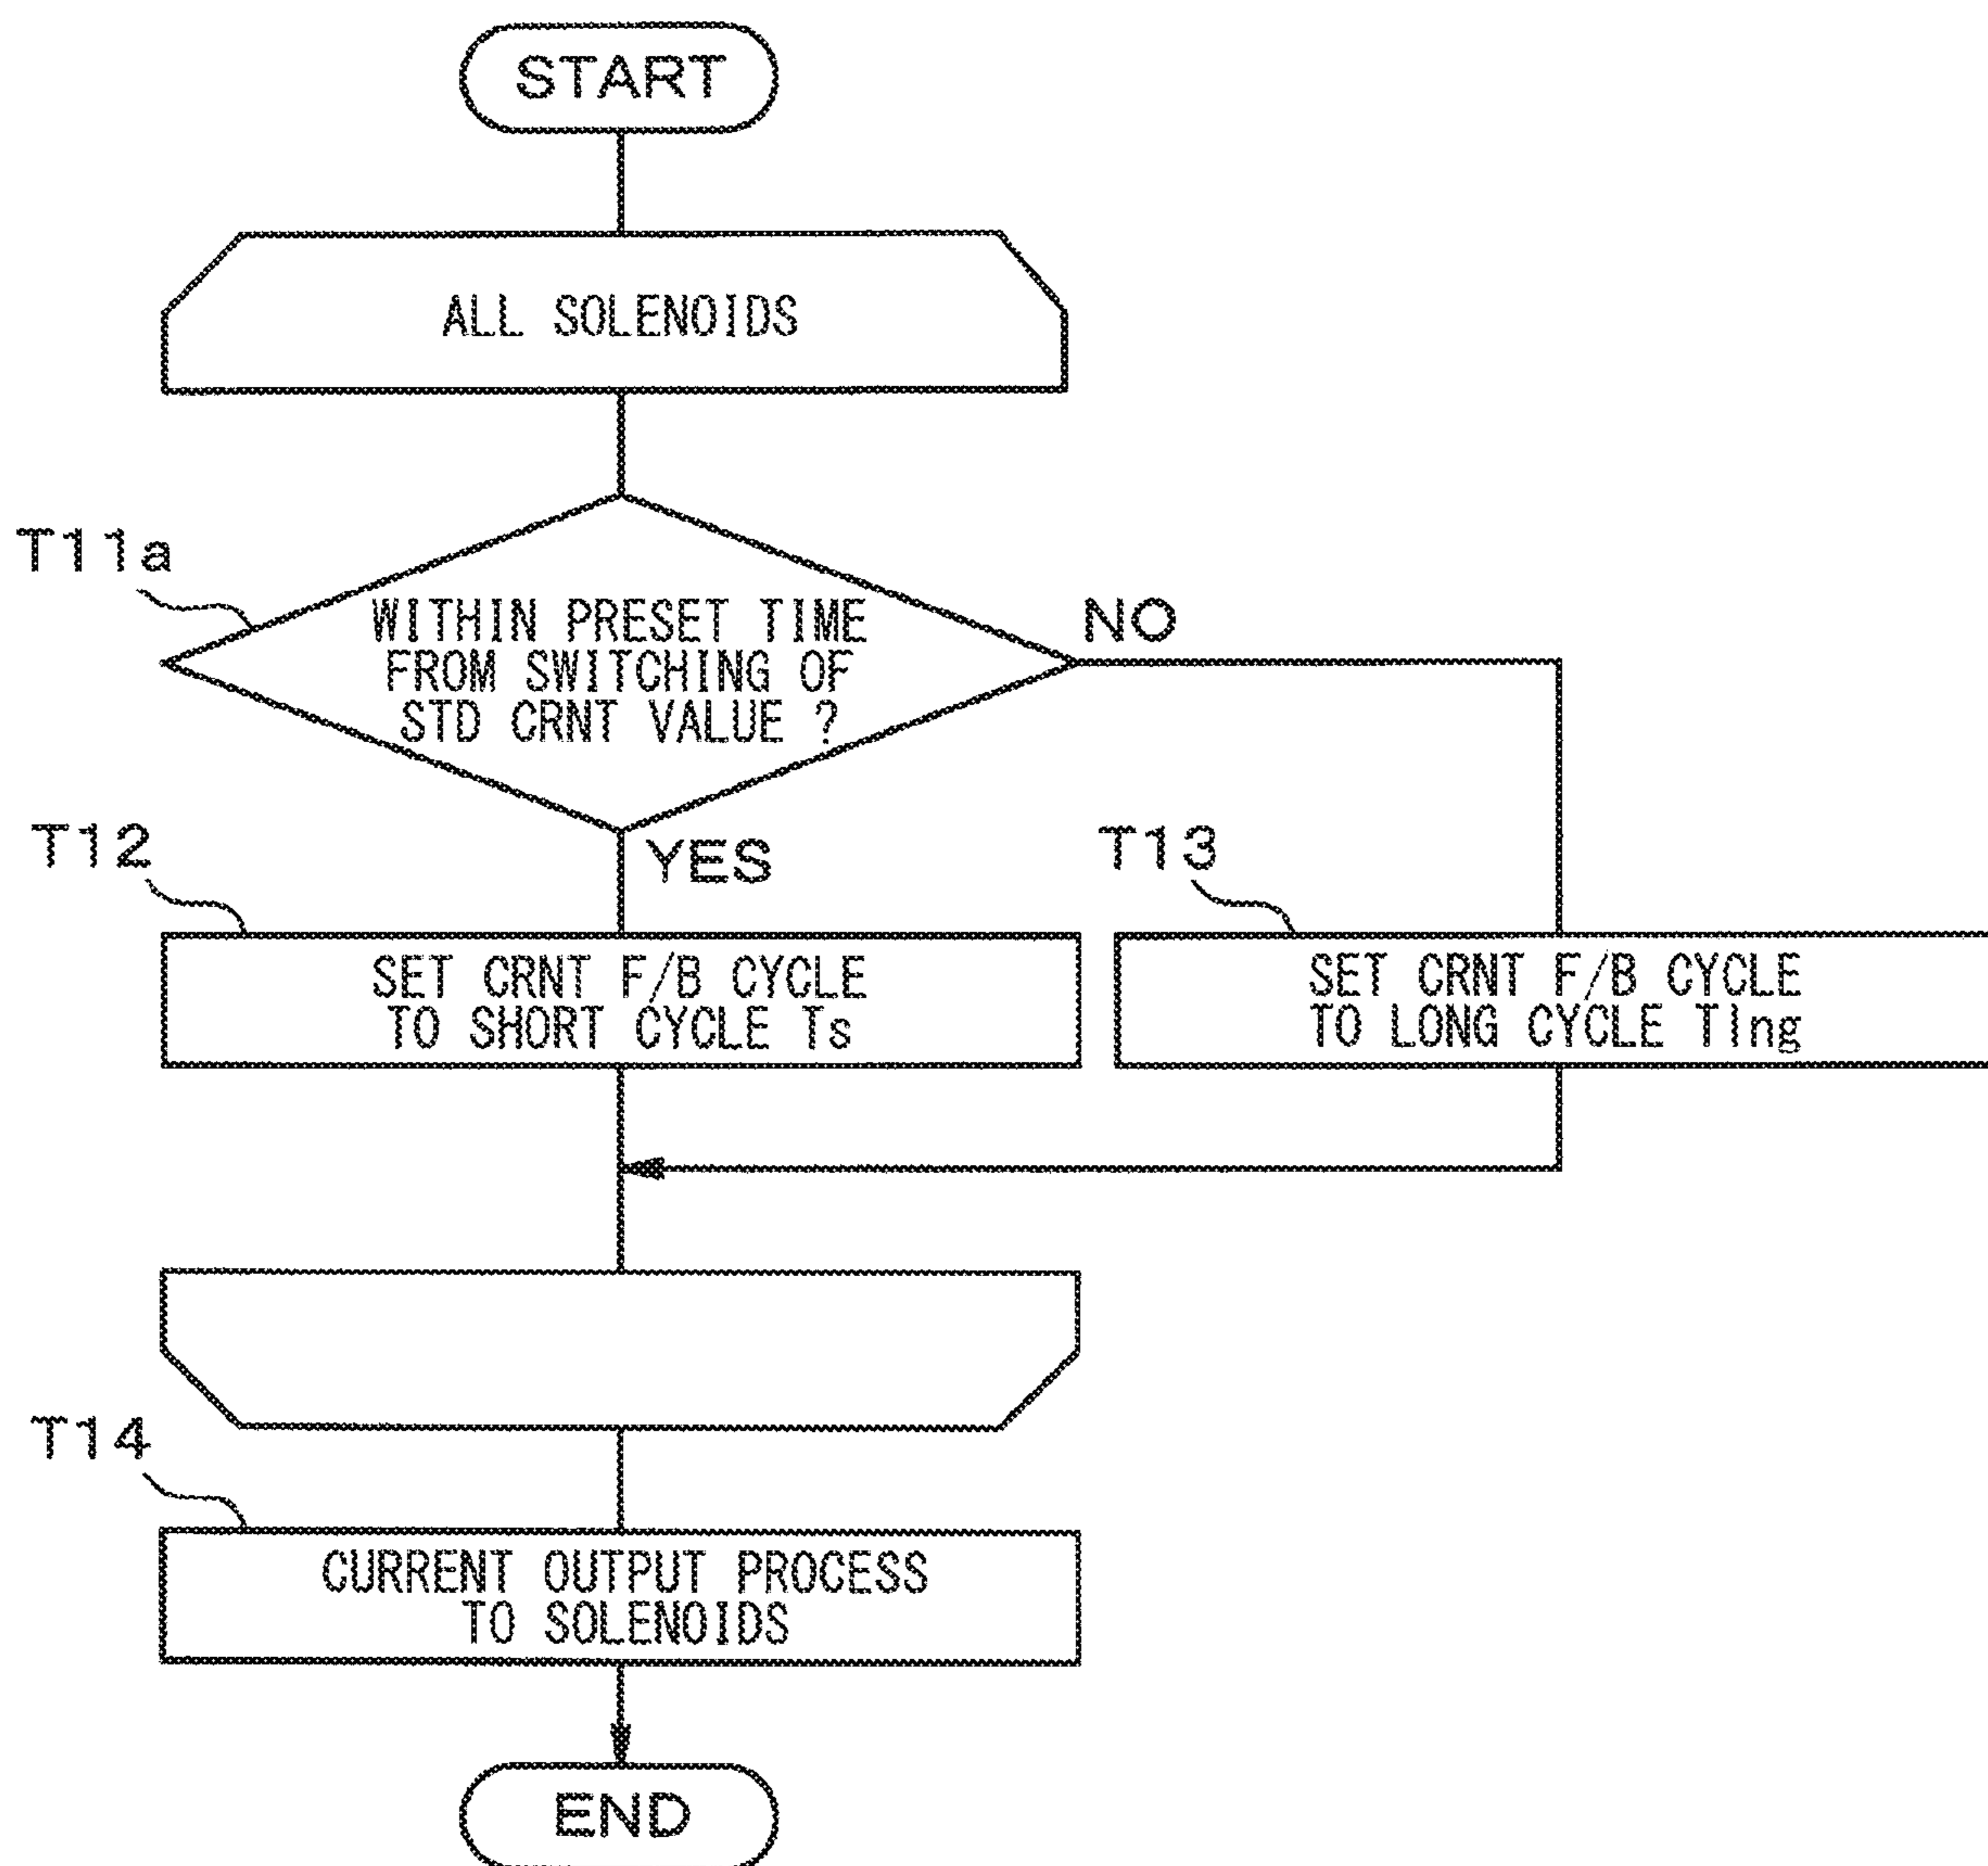 START
ALL SOLENOIDS
T11a
WITHIN PRESET TIME
FROM SWITCHING OF
STD CRNT VALUE ?
NO
YES
T12
SET CRNT F/B CYCLE
TO SHORT CYCLE Ts
T13
SET CRNT F/B CYCLE
TO LONG CYCLE Tlng
T14
CURRENT OUTPUT PROCESS
TO SOLENOIDS
END